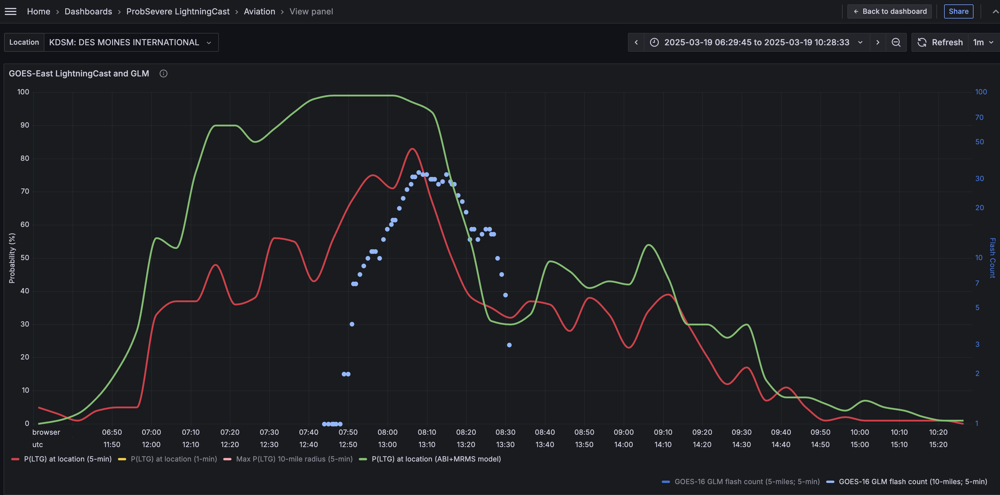 Home › Dashboards › ProbSevere LightningCast › Aviation › View panel
← Back to dashboard
Share
Location
KDSM: DES MOINES INTERNATIONAL
2025-03-19 06:29:45 to 2025-03-19 10:28:33
Refresh
1m
GOES-East LightningCast and GLM
Probability (%)
100
90
80
70
60
50
40
30
20
10
0
100
70
50
30
20
10
7
5
3
2
1
Flash Count
browser 06:50 07:00 07:10 07:20 07:30 07:40 07:50 08:00 08:10 08:20 08:30 08:40 08:50 09:00 09:10 09:20 09:30 09:40 09:50 10:00 10:10 10:20
utc 11:50 12:00 12:10 12:20 12:30 12:40 12:50 13:00 13:10 13:20 13:30 13:40 13:50 14:00 14:10 14:20 14:30 14:40 14:50 15:00 15:10 15:20
P(LTG) at location (5-min) P(LTG) at location (1-min) Max P(LTG) 10-mile radius (5-min) P(LTG) at location (ABI+MRMS model)
GOES-16 GLM flash count (5-miles; 5-min) GOES-16 GLM flash count (10-miles; 5-min)